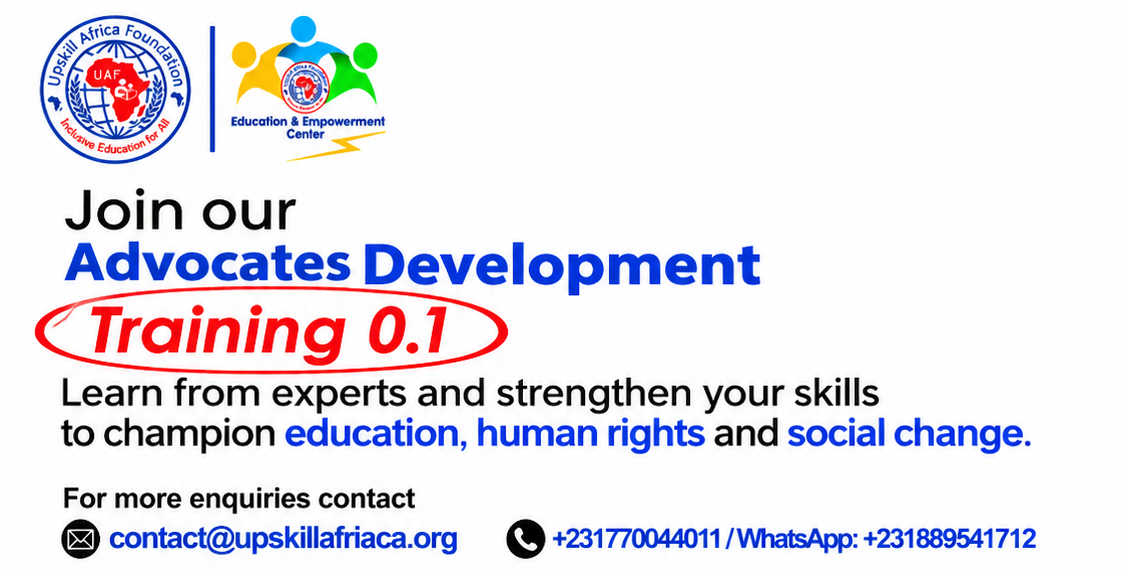 Upskill Africa Foundation
UAF
Inclusive Education for All
Education & Empowerment
Center
Join our
Advocates Development
Training 0.1
Learn from experts and strengthen your skills
to champion education, human rights and social change.
For more enquiries contact
contact@upskillafriaca.org
+231770044011 / WhatsApp: +231889541712